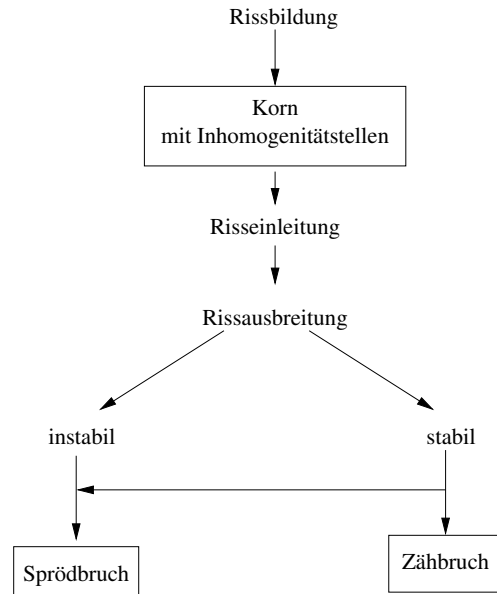 Rissbildung
Korn
mit Inhomogenitätstellen
Risseinleitung
Rissausbreitung
instabil
stabil
Sprödbruch
Zähbruch